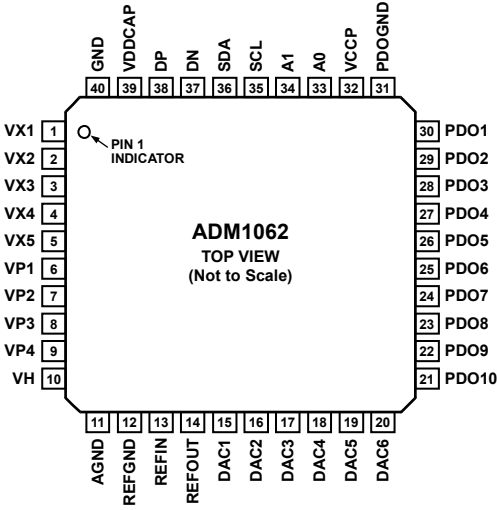 GND
VDDCAP
DP
DN
SDA
SCL
A1
A0
VCCP
PDOGND
40
39
38
37
36
35
34
33
32
31
VX1 1
VX2 2
VX3 3
VX4 4
VX5 5
VP1 6
VP2 7
VP3 8
VP4 9
VH 10
PIN 1
INDICATOR
ADM1062
TOP VIEW
(Not to Scale)
30 PDO1
29 PDO2
28 PDO3
27 PDO4
26 PDO5
25 PDO6
24 PDO7
23 PDO8
22 PDO9
21 PDO10
11
12
13
14
15
16
17
18
19
20
AGND
REFGND
REFIN
REFOUT
DAC1
DAC2
DAC3
DAC4
DAC5
DAC6